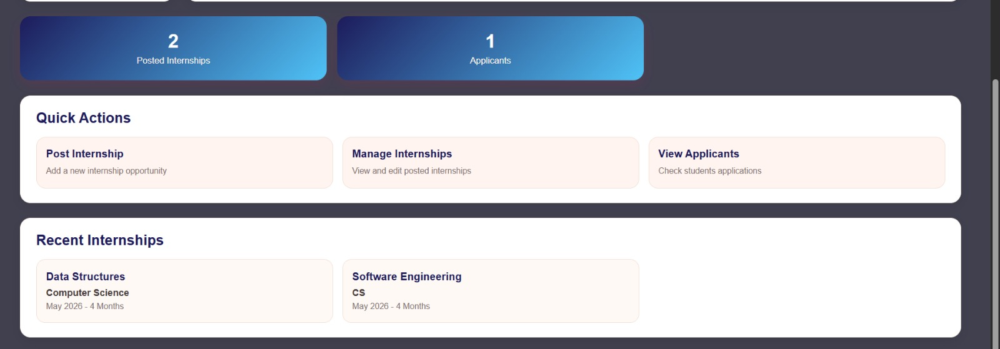 2
Posted Internships
1
Applicants
Quick Actions
Post Internship
Add a new internship opportunity
Manage Internships
View and edit posted internships
View Applicants
Check students applications
Recent Internships
Data Structures
Computer Science
May 2026 - 4 Months
Software Engineering
CS
May 2026 - 4 Months